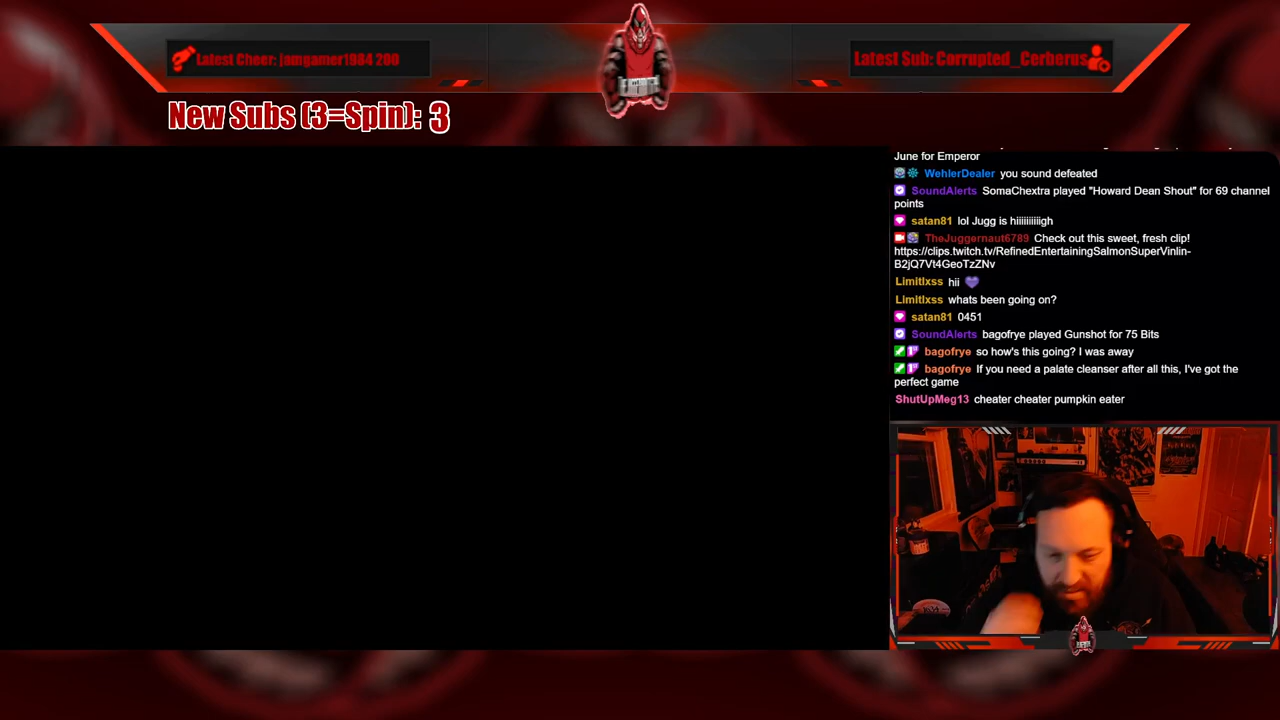 Latest Cheer: jomgamer1984 200
Latest Sub: Corrupted_Cerberus
New Subs (3=Spin): 3
June for Emperor
WehlerDealer you sound defeated
SoundAlerts SomaChextra played "Howard Dean Shout" for 69 channel
points
satan81 lol Jugg is hiiiiiiiiiigh
TheJuggernaut6789 Check out this sweet, fresh clip!
https://clips.twitch.tv/RefinedEntertainingSalmonSuperVinlin-
B2jQ7Vt4GeoTzZNv
Limitlxss hii
Limitlxss whats been going on?
satan81 0451
SoundAlerts bagofrye played Gunshot for 75 Bits
bagofrye so how's this going? I was away
bagofrye If you need a palate cleanser after all this, I've got the
perfect game
ShutUpMeg13 cheater cheater pumpkin eater